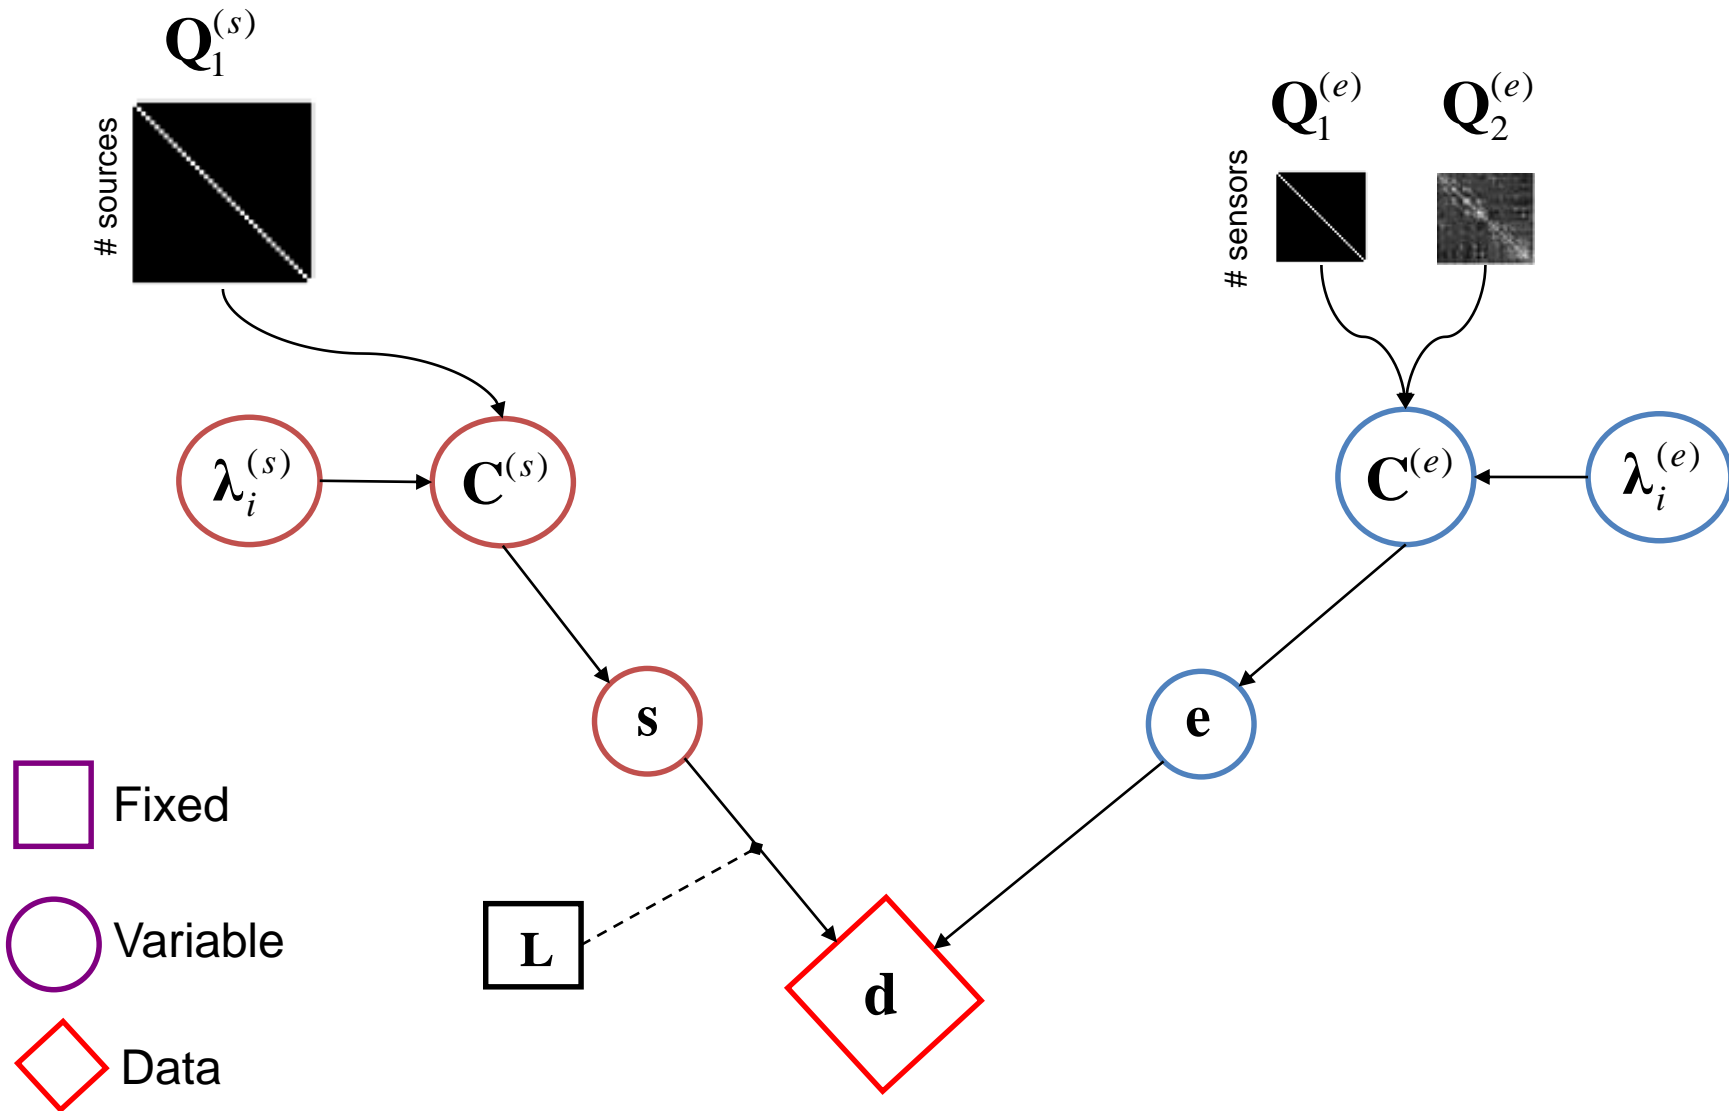 Q₁⁽ˢ⁾
# sources
Q₁⁽ᵉ⁾ Q₂⁽ᵉ⁾
# sensors
λᵢ⁽ˢ⁾ C⁽ˢ⁾ C⁽ᵉ⁾ λᵢ⁽ᵉ⁾
s e
Fixed
Variable
L
d
Data